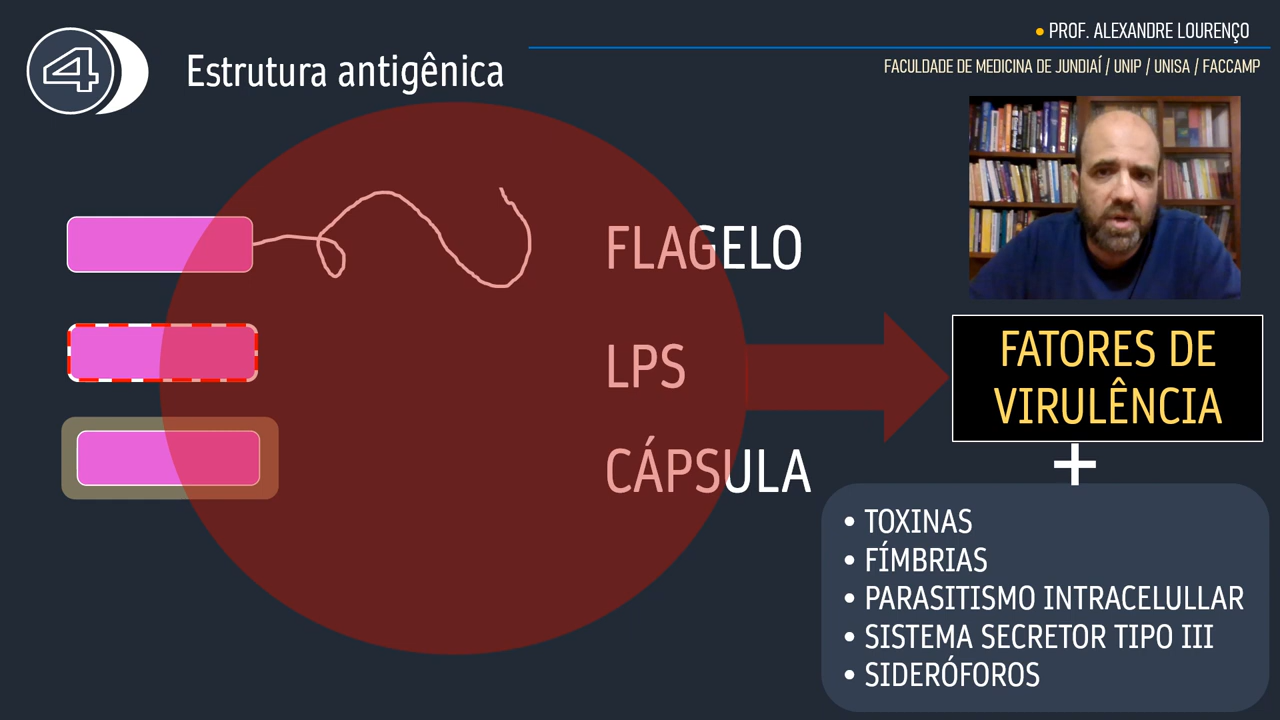 4
Estrutura antigênica
• PROF. ALEXANDRE LOURENÇO
FACULDADE DE MEDICINA DE JUNDIAÍ / UNIP / UNISA / FACCAMP
FLAGELO
LPS
CÁPSULA
FATORES DE
VIRULÊNCIA
+
• TOXINAS
• FÍMBRIAS
• PARASITISMO INTRACELULLAR
• SISTEMA SECRETOR TIPO III
• SIDERÓFOROS